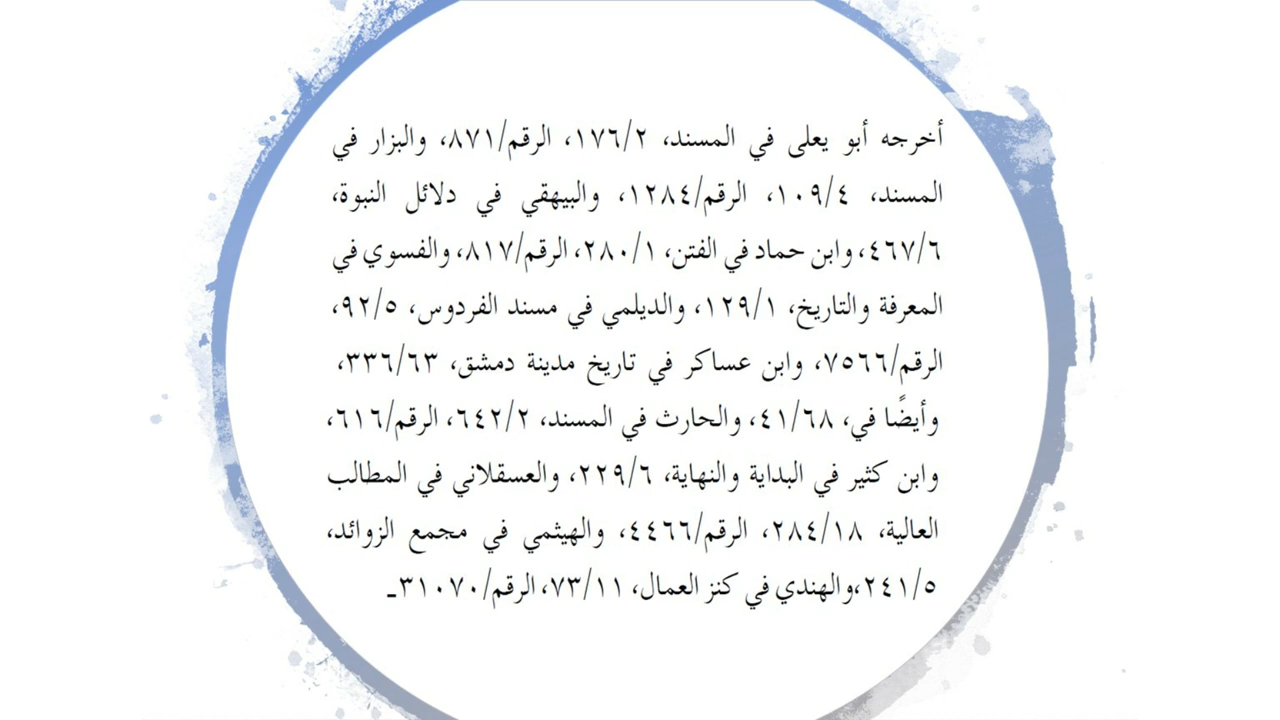 أخرجه أبو يعلى في المسند، ١٧٦/٢، الرقم/٨٧١، والبزار في
المسند، ١٠٩/٤، الرقم/١٢٨٤، والبيهقي في دلائل النبوة،
٤٦٧/٦، وابن حماد في الفتن، ٢٨٠/١، الرقم/٨١٧، والفسوي في
المعرفة والتاريخ، ١٢٩/١، والديلمي في مسند الفردوس، ٩٢/٥،
الرقم/٧٥٦٦، وابن عساكر في تاريخ مدينة دمشق، ٣٣٦/٦٣،
وأيضًا في، ٤١/٦٨، والحارث في المسند، ٦٤٢/٢، الرقم/٦١٦،
وابن كثير في البداية والنهاية، ٢٢٩/٦، والعسقلاني في المطالب
العالية، ٢٨٤/١٨، الرقم/٤٤٦٦، والهيثمي في مجمع الزوائد،
٢٤١/٥،والهندي في كنز العمال، ٧٣/١١، الرقم/٣١٠٧٠ـ